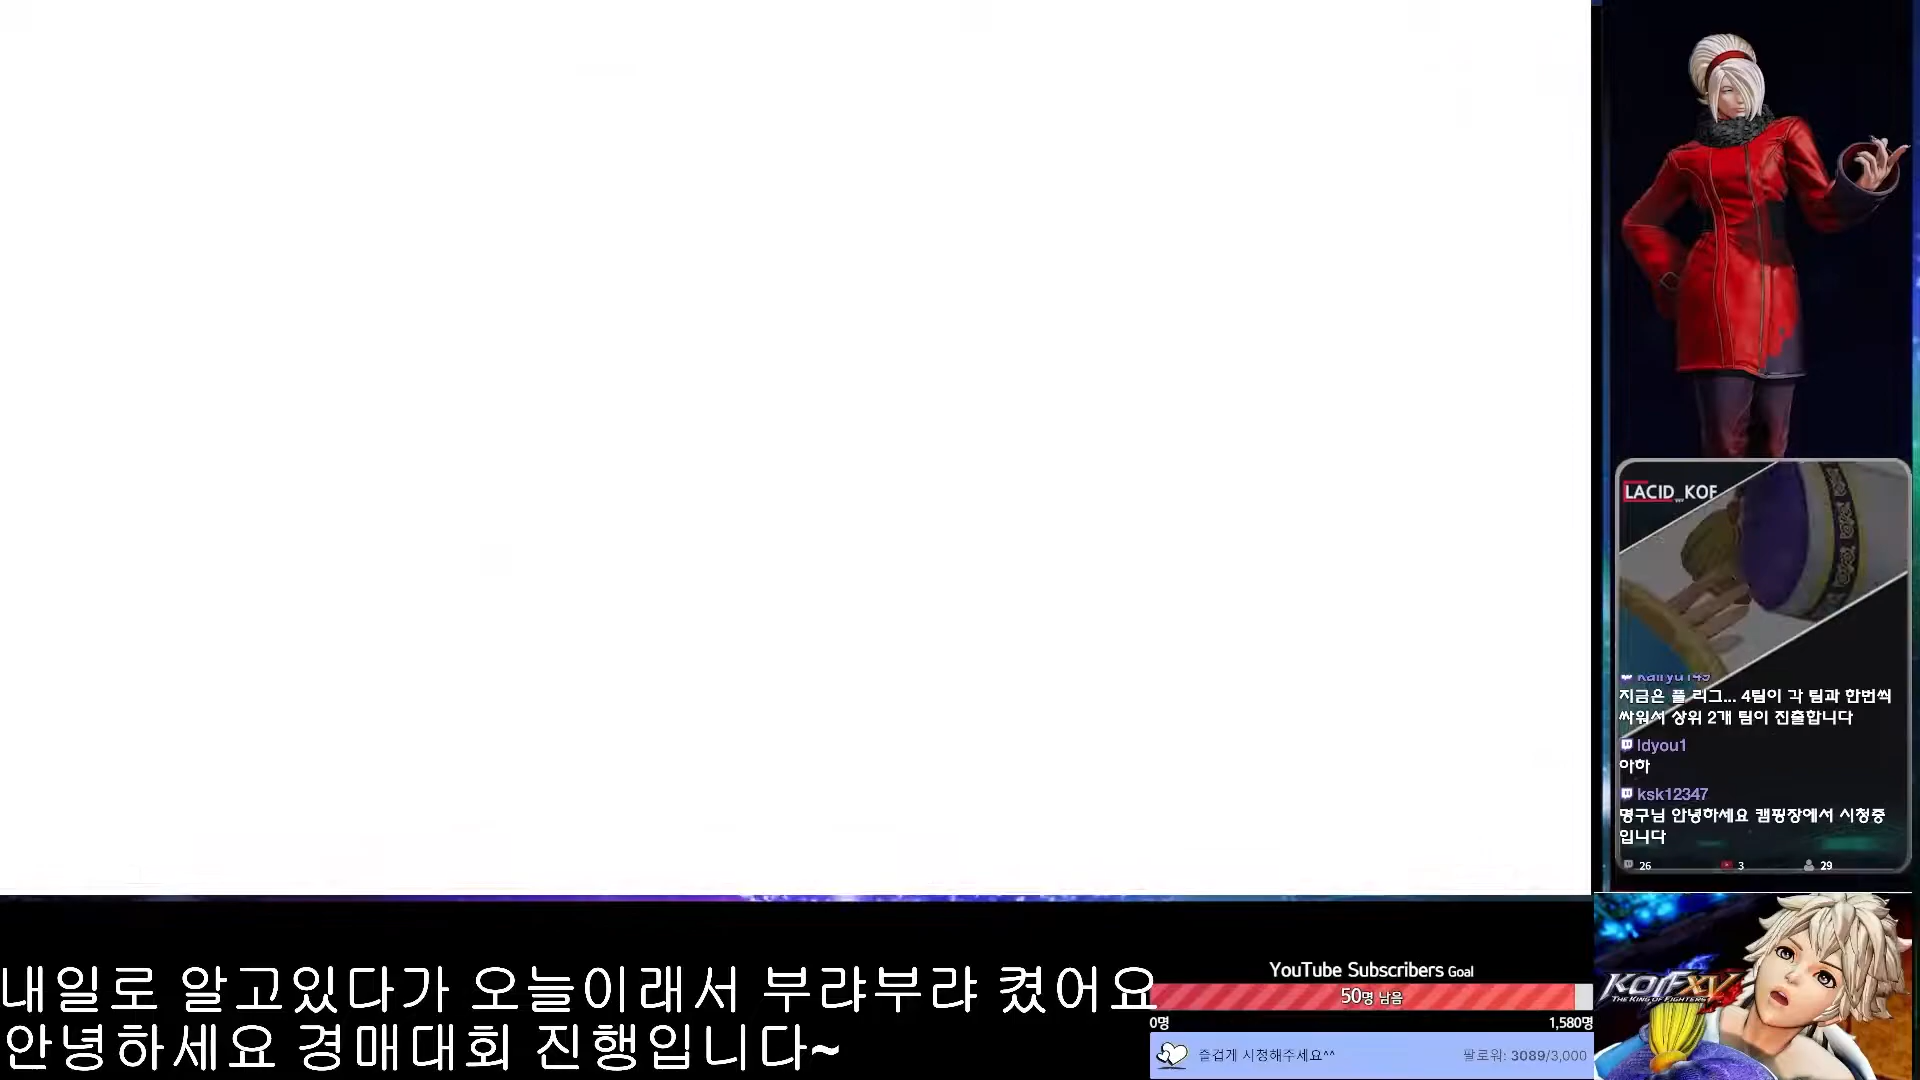 LACID_KOF
kairyu149
지금은 풀 리그... 4팀이 각 팀과 한번씩
싸워서 상위 2개 팀이 진출합니다
ldyou1
아하
ksk12347
명구님 안녕하세요 캠핑장에서 시청중
입니다
26 3 29
내일로 알고있다가 오늘이래서 부랴부랴 켰어요
안녕하세요 경매대회 진행입니다~
YouTube Subscribers Goal
50명 남음
0명 1,580명
즐겁게 시청해주세요^^ 팔로워: 3089/3,000
KOF XV
THE KING OF FIGHTERS